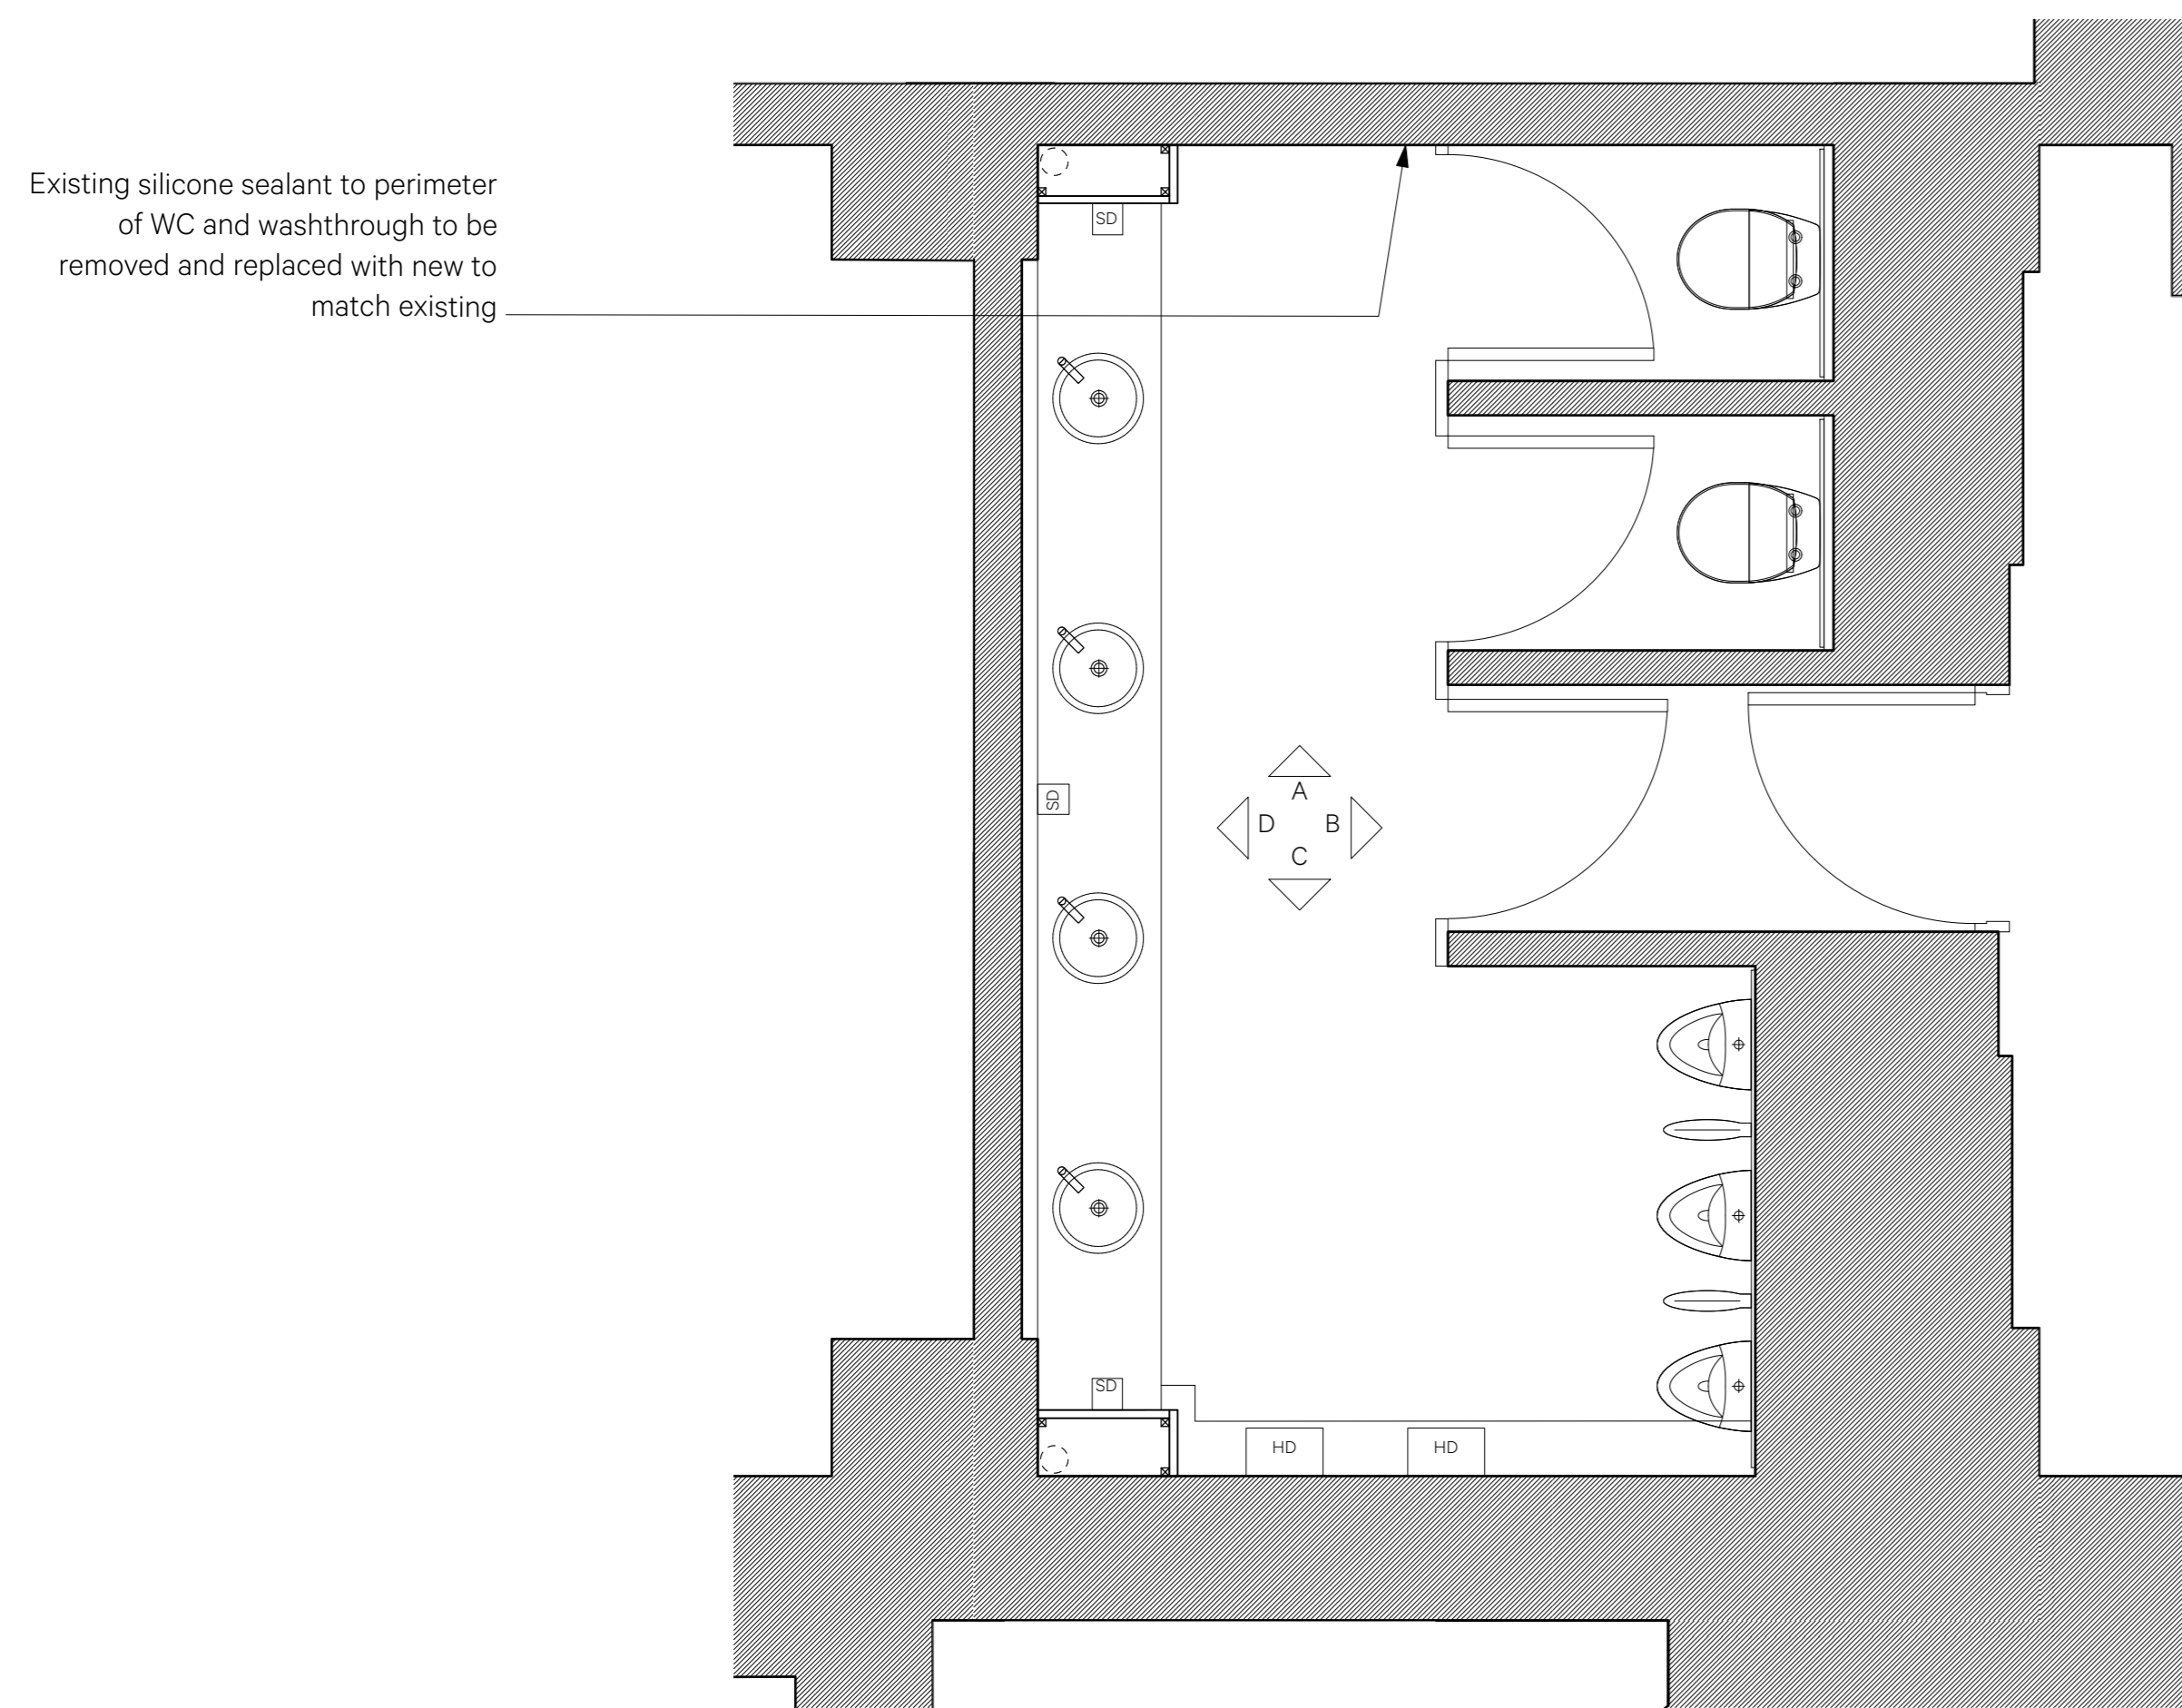 Existing silicone sealant to perimeter
of WC and washthrough to be
removed and replaced with new to
match existing
SD
SD
A
D B
C
SD
HD HD